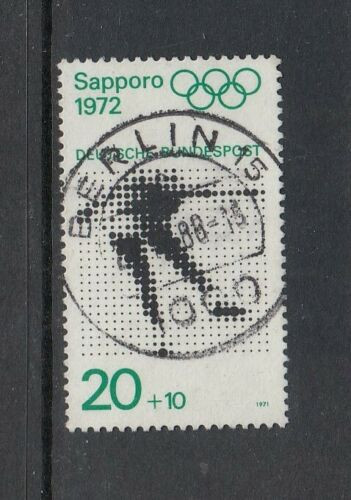 Sapporo
1972
DEUTSCHE BUNDESPOST
BERLIN 15
20 +10
1971